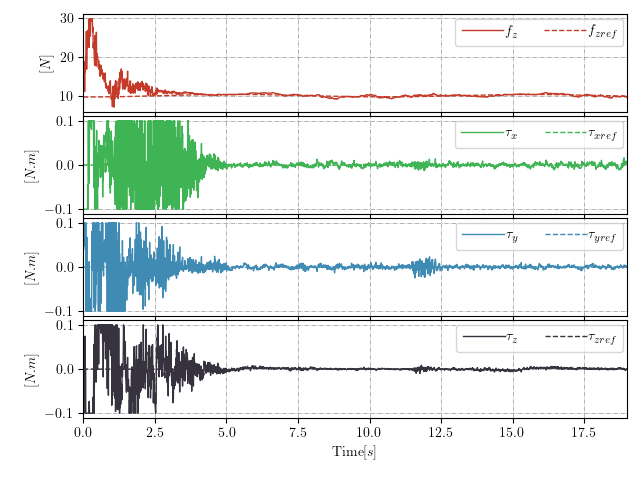 30
20
10
[N]
f_z
f_zref
0.1
0.0
−0.1
[N.m]
τ_x
τ_xref
0.1
0.0
−0.1
[N.m]
τ_y
τ_yref
0.1
0.0
−0.1
[N.m]
τ_z
τ_zref
0.0 2.5 5.0 7.5 10.0 12.5 15.0 17.5
Time[s]